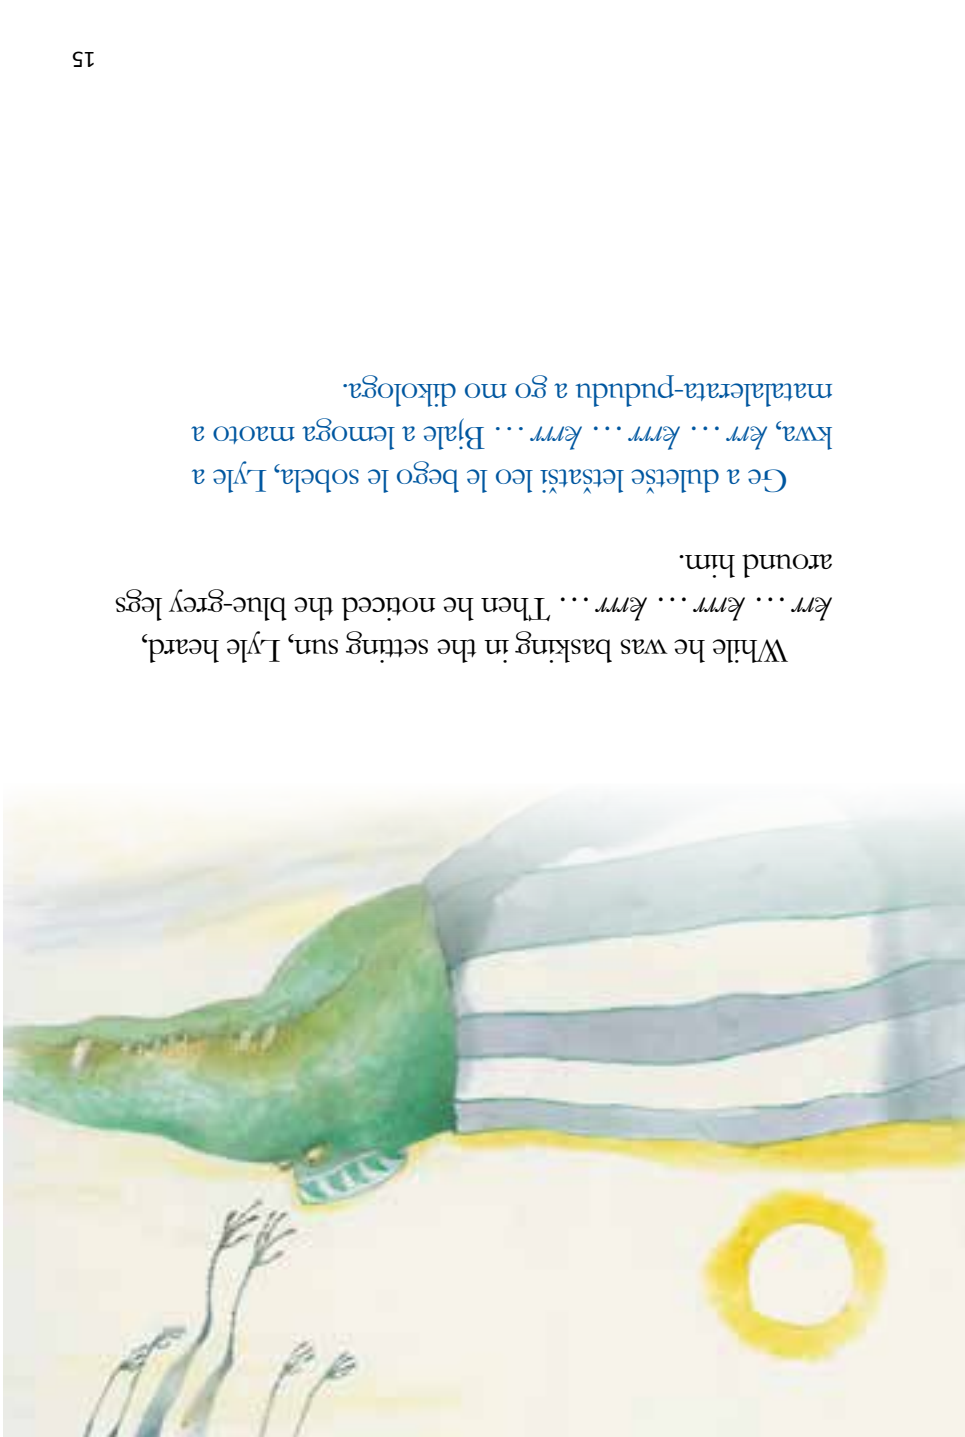 While he was basking in the setting sun, Lyle heard,
krr … krrr … krrr … Then he noticed the blue-grey legs
around him.
Ge a duletše letšatši leo le bego le sobela, Lyle a
kwa, krr … krrr … krrr … Bjale a lemoga maoto a
matalalerata-pududu a go mo dikologa.
15